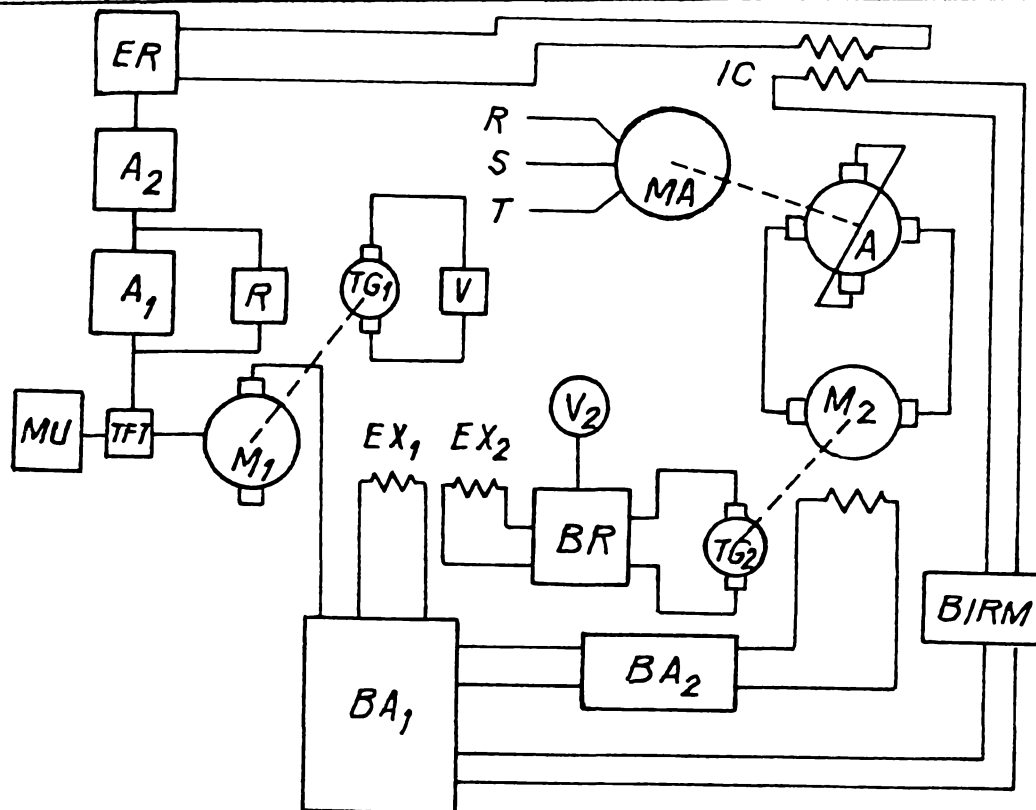 ER
IC
R
MA
A₂
S
T
A
A₁
R
TG₁
V
MU
TFT
M₁
EX₁
EX₂
V₂
M₂
BR
TG₂
BIRM
BA₁
BA₂